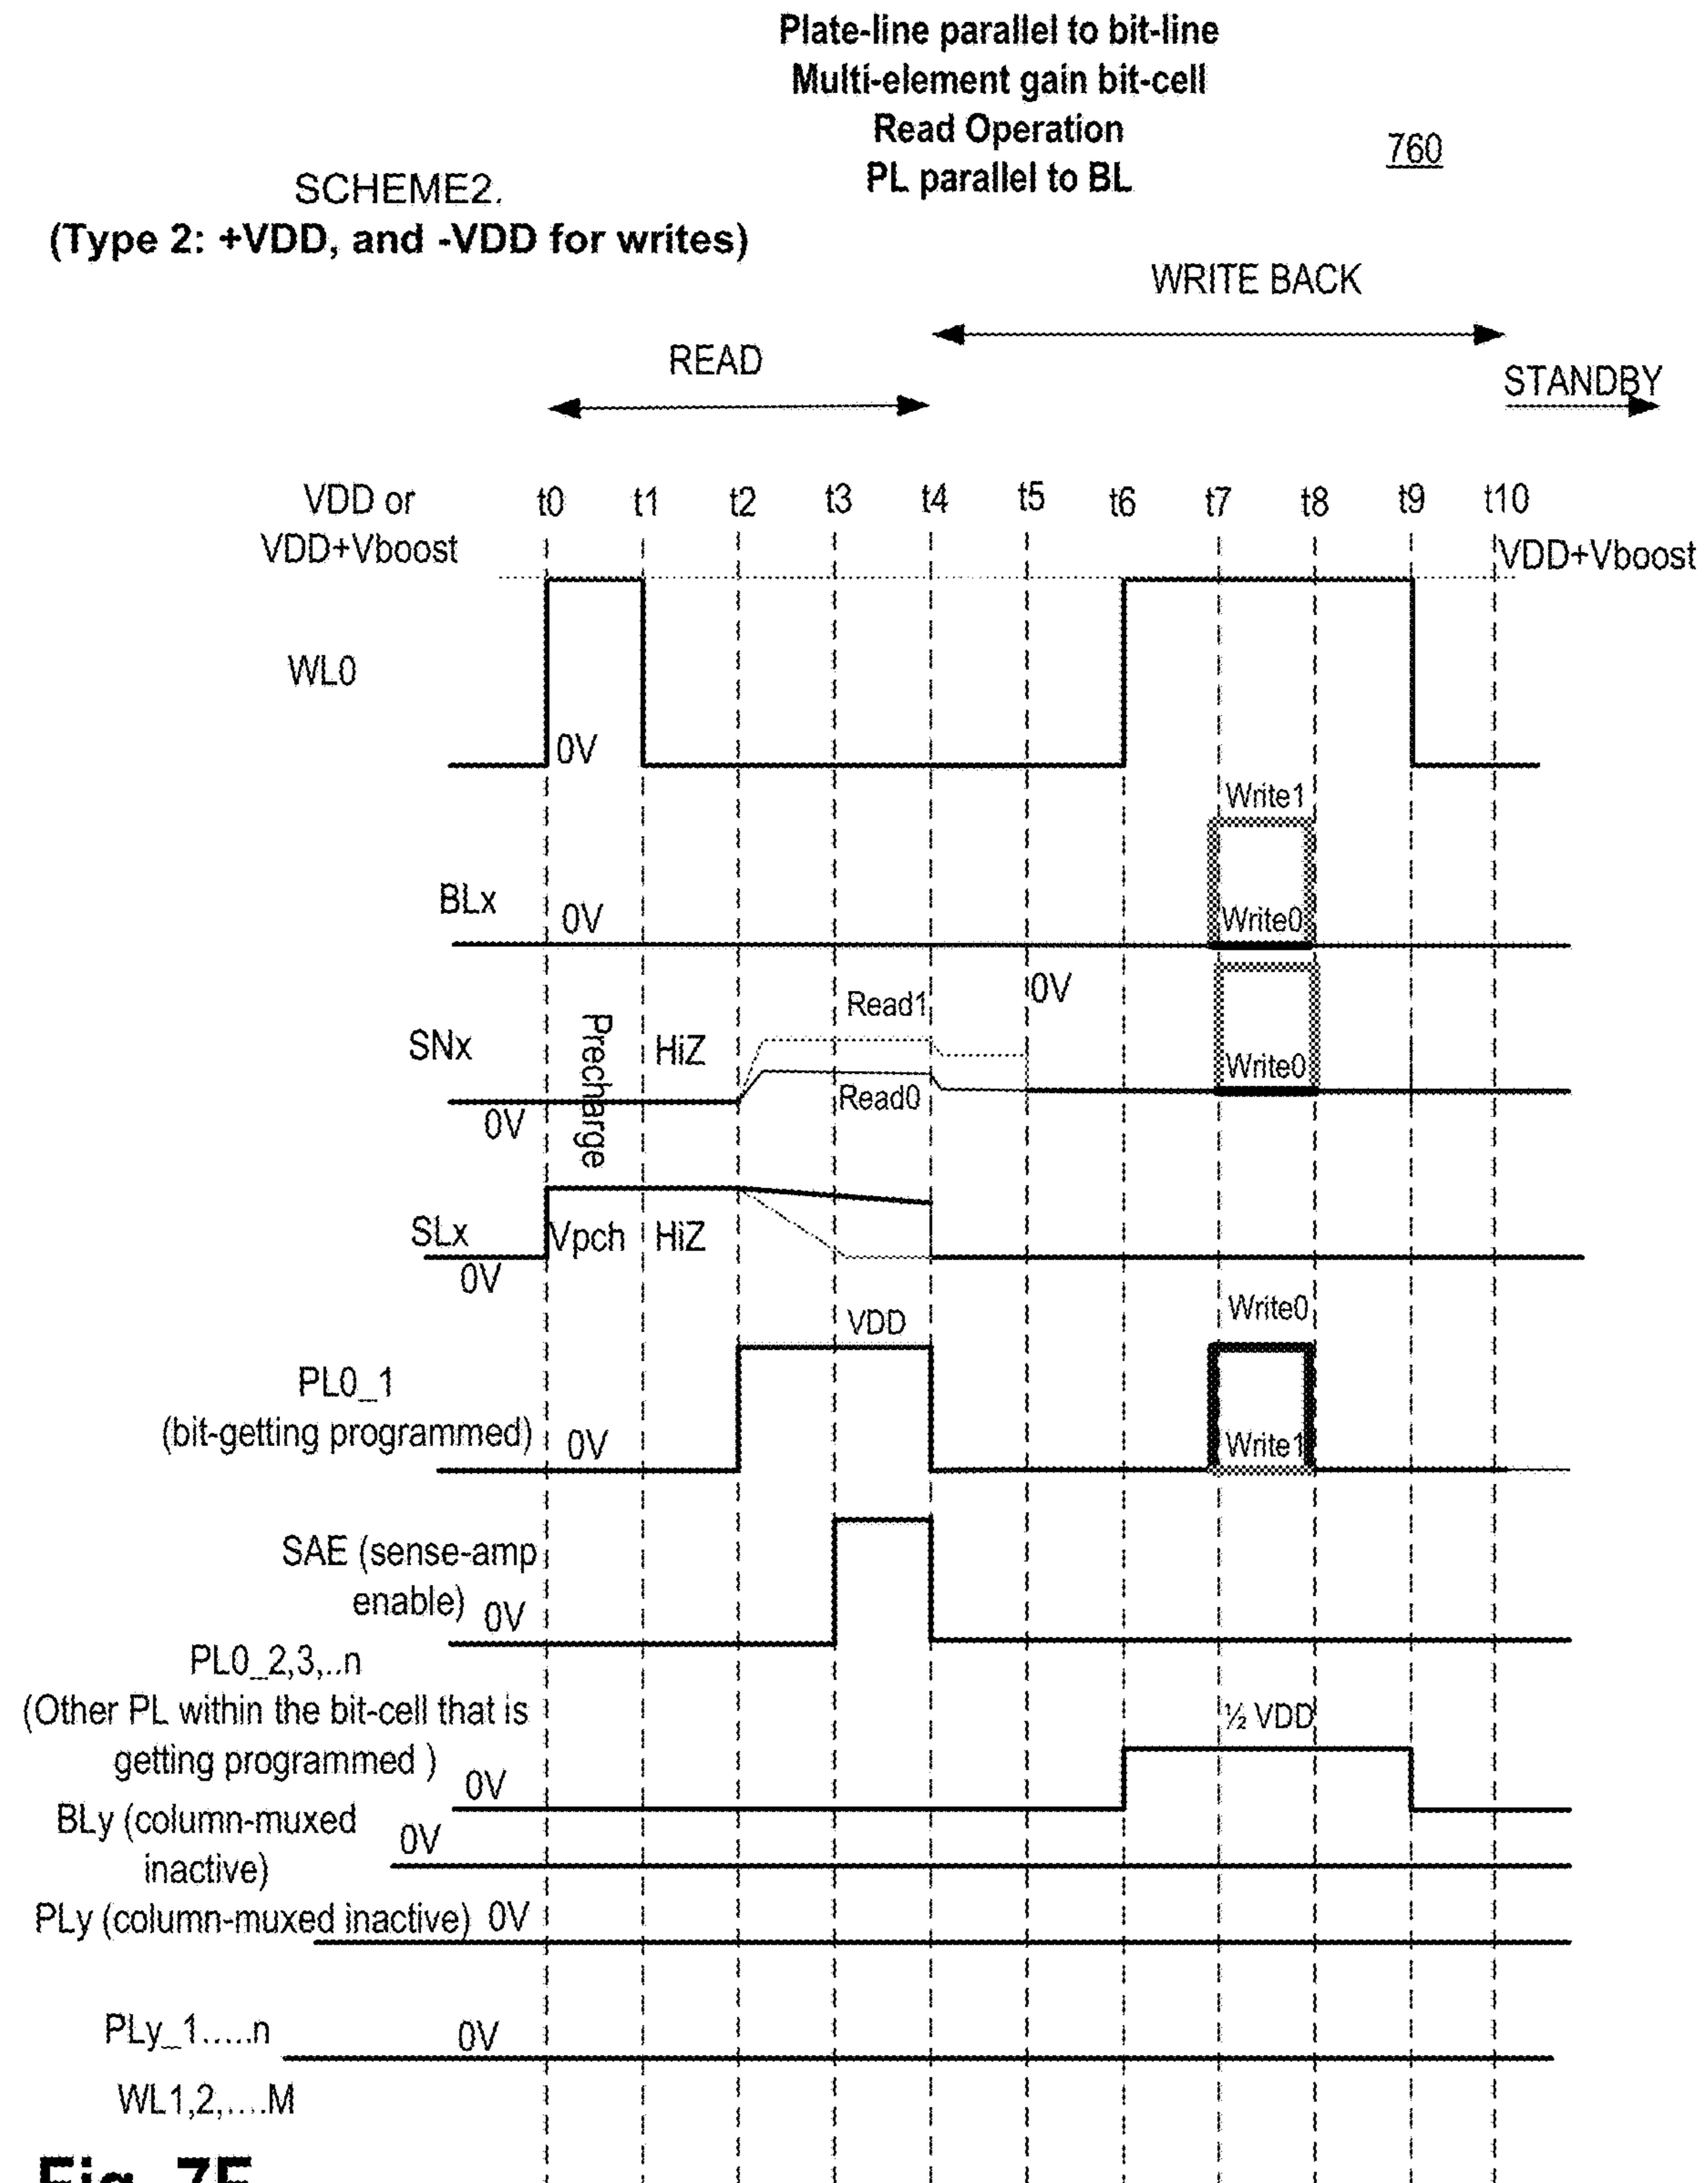 Plate-line parallel to bit-line
Multi-element gain bit-cell
Read Operation
PL parallel to BL
760
SCHEME2.
(Type 2: +VDD, and -VDD for writes)
WRITE BACK
READ
STANDBY
VDD or
VDD+Vboost
t0 t1 t2 t3 t4 t5 t6 t7 t8 t9 t10
VDD+Vboost
WL0
0V
Write1
BLx
0V
Write0
0V
Read1
SNx
Precharge
HiZ
Write0
Read0
0V
SLx
Vpch
HiZ
0V
Write0
VDD
PL0_1
(bit-getting programmed)
0V
Write1
SAE (sense-amp
enable)
0V
PL0_2,3,..n
(Other PL within the bit-cell that is
getting programmed )
½ VDD
0V
BLy (column-muxed
inactive)
0V
PLy (column-muxed inactive) 0V
PLy_1.....n
0V
WL1,2,....M